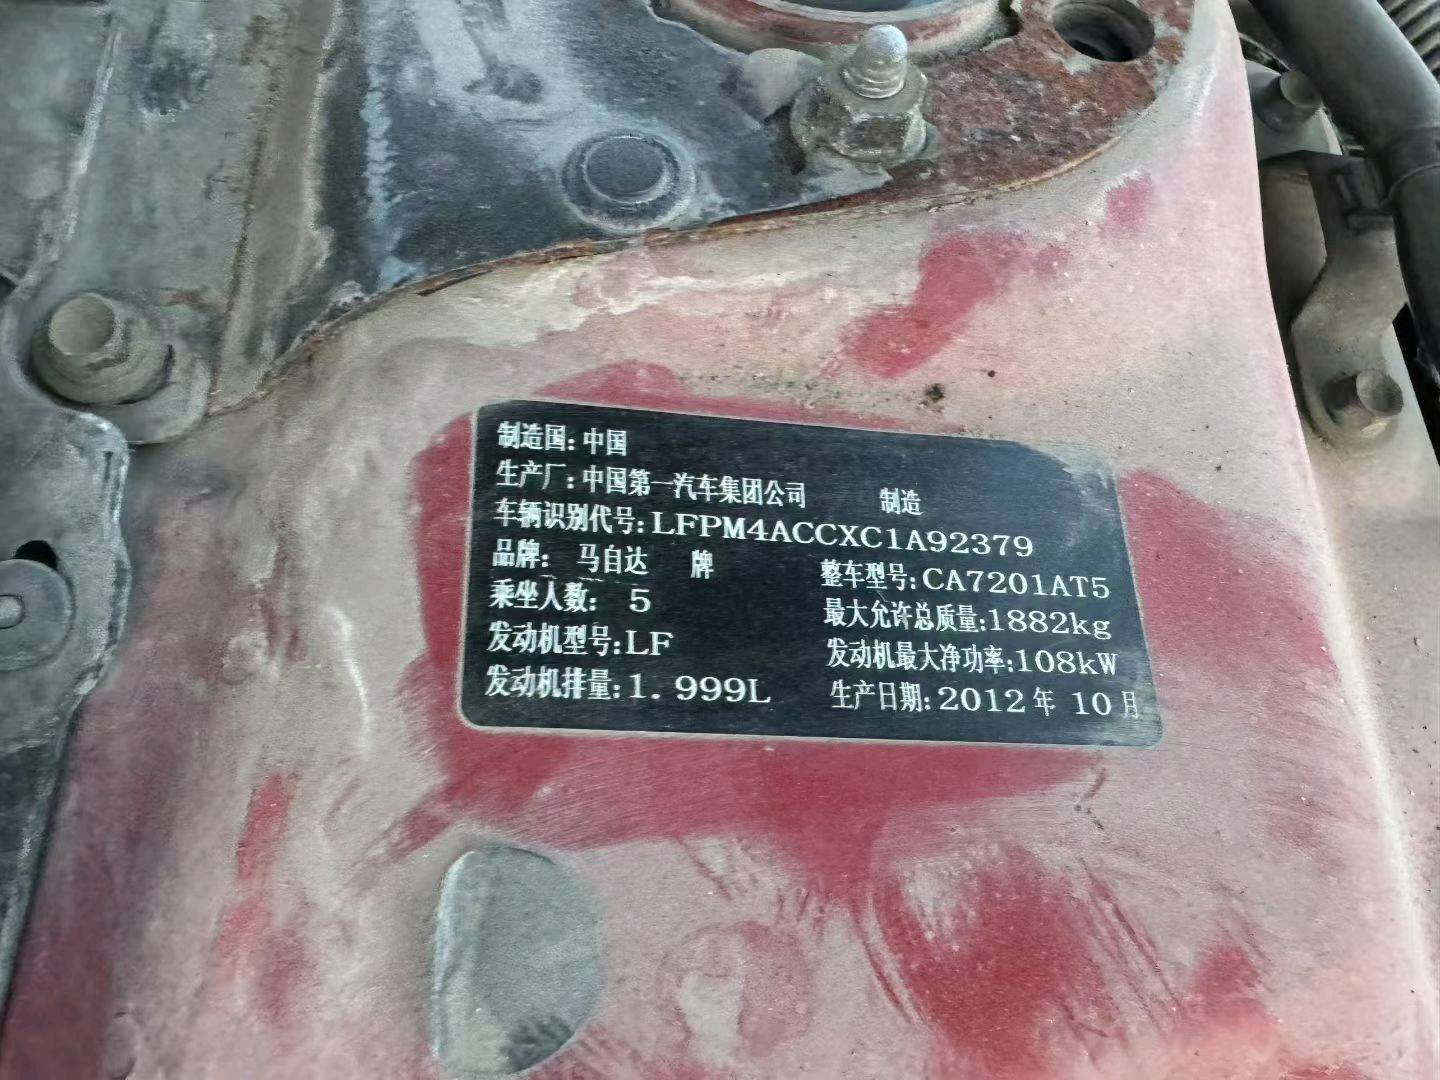 制造国:中国
生产厂:中国第一汽车集团公司 制造
车辆识别代号:LFPM4ACCXC1A92379
品牌: 马自达 牌 整车型号:CA7201AT5
乘坐人数: 5 最大允许总质量:1882kg
发动机型号:LF 发动机最大净功率:108kW
发动机排量:1.999L 生产日期:2012年 10月